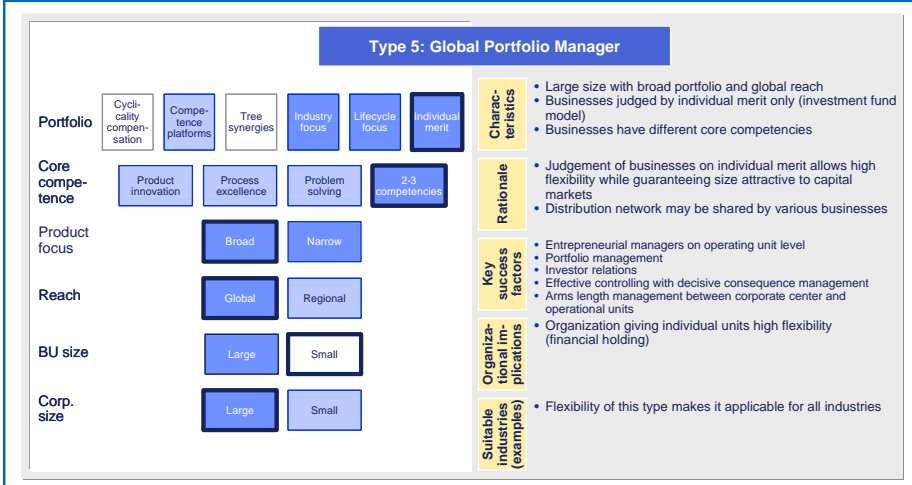 Type 5: Global Portfolio Manager
Portfolio
Cycli-
cality
compen-
sation
Compe-
tence
platforms
Tree
synergies
Industry
focus
Lifecycle
focus
Individual
merit
Core
compe-
tence
Product
innovation
Process
excellence
Problem
solving
2-3
competencies
Product
focus
Broad
Narrow
Reach
Global
Regional
BU size
Large
Small
Corp.
size
Large
Small
Charac-
teristics
• Large size with broad portfolio and global reach
• Businesses judged by individual merit only (investment fund
model)
• Businesses have different core competencies
Rationale
• Judgement of businesses on individual merit allows high
flexibility while guaranteeing size attractive to capital
markets
• Distribution network may be shared by various businesses
Key
success
factors
• Entrepreneurial managers on operating unit level
• Portfolio management
• Investor relations
• Effective controlling with decisive consequence management
• Arms length management between corporate center and
operational units
Organiza-
tional im-
plications
• Organization giving individual units high flexibility
(financial holding)
Suitable
industries
(examples)
• Flexibility of this type makes it applicable for all industries